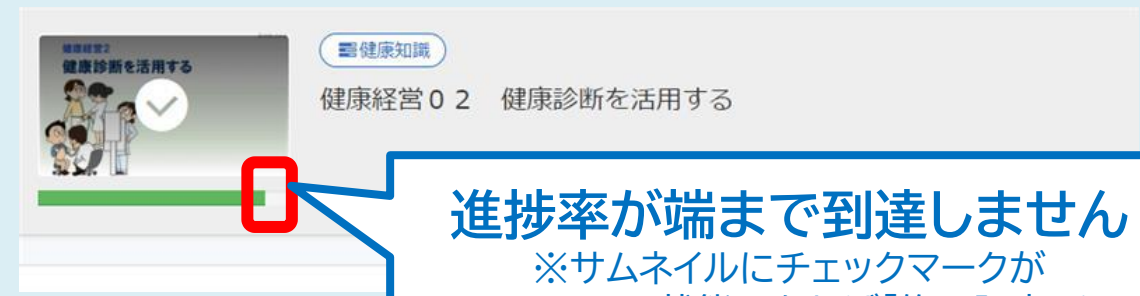 健康経営2
健康診断を活用する
健康知識
健康経営０２　健康診断を活用する
進捗率が端まで到達しません
※サムネイルにチェックマークが